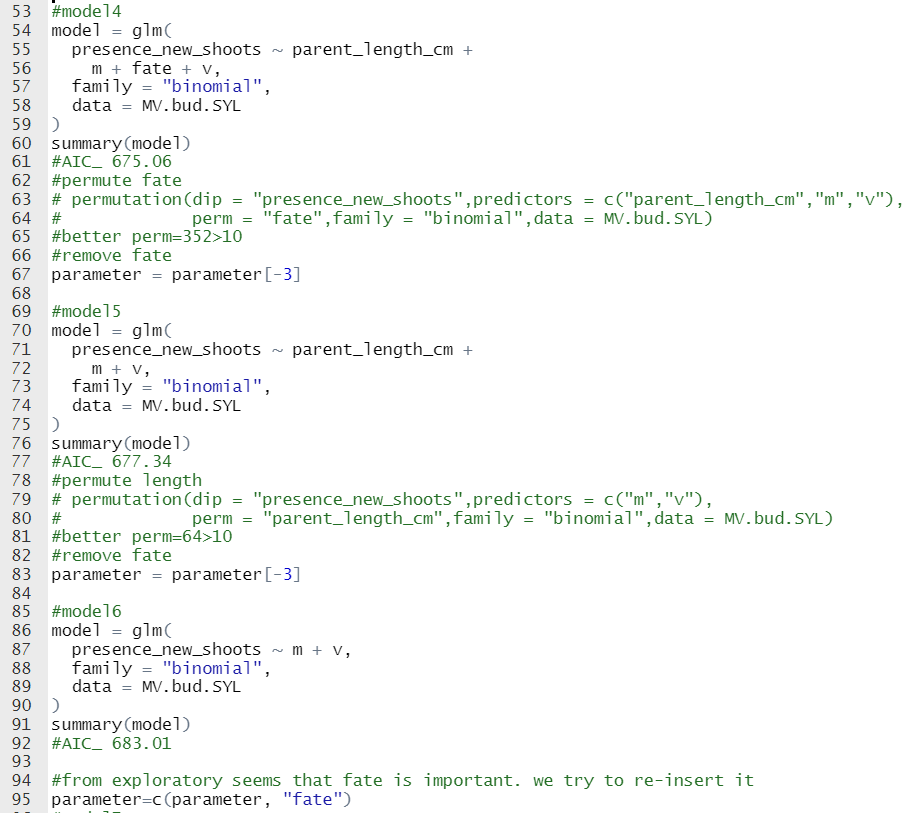 53 #model4
54 model = glm(
55   presence_new_shoots ~ parent_length_cm +
56     m + fate + v,
57   family = "binomial",
58   data = MV.bud.SYL
59 )
60 summary(model)
61 #AIC_ 675.06
62 #permute fate
63 # permutation(dip = "presence_new_shoots",predictors = c("parent_length_cm","m","v"),
64 #             perm = "fate",family = "binomial",data = MV.bud.SYL)
65 #better perm=352>10
66 #remove fate
67 parameter = parameter[-3]
68
69 #model5
70 model = glm(
71   presence_new_shoots ~ parent_length_cm +
72     m + v,
73   family = "binomial",
74   data = MV.bud.SYL
75 )
76 summary(model)
77 #AIC_ 677.34
78 #permute length
79 # permutation(dip = "presence_new_shoots",predictors = c("m","v"),
80 #             perm = "parent_length_cm",family = "binomial",data = MV.bud.SYL)
81 #better perm=64>10
82 #remove fate
83 parameter = parameter[-3]
84
85 #model6
86 model = glm(
87   presence_new_shoots ~ m + v,
88   family = "binomial",
89   data = MV.bud.SYL
90 )
91 summary(model)
92 #AIC_ 683.01
93
94 #from exploratory seems that fate is important. we try to re-insert it
95 parameter=c(parameter, "fate")